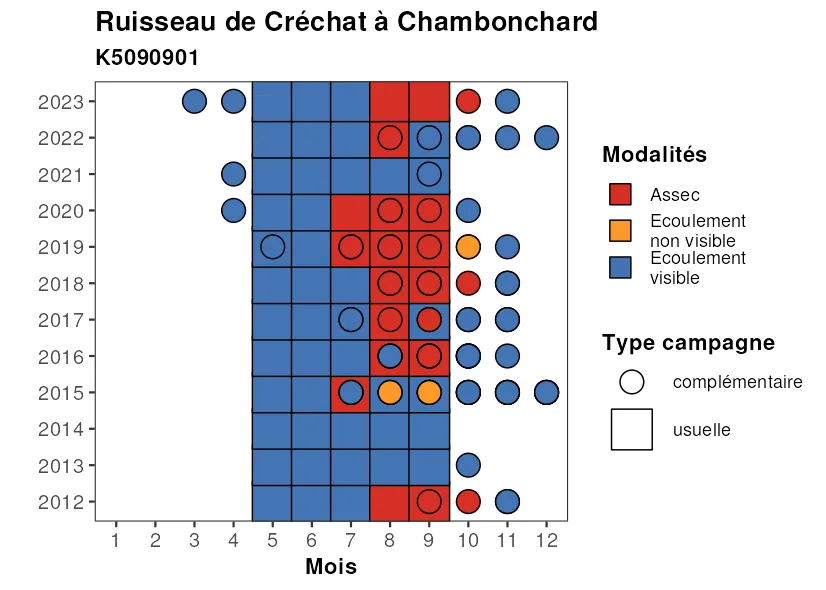 Ruisseau de Créchat à Chambonchard
K5090901
2023
2022
2021
2020
2019
2018
2017
2016
2015
2014
2013
2012
1 2 3 4 5 6 7 8 9 10 11 12
Mois
Modalités
Assec
Ecoulement
non visible
Ecoulement
visible
Type campagne
complémentaire
usuelle